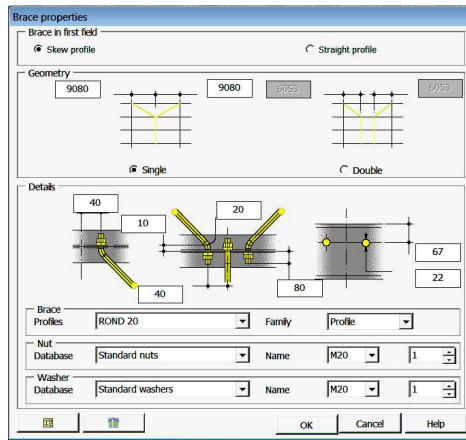 Brace properties
Brace in first field
Skew profile Straight profile
Geometry
9080 9080 6053 6053
Single Double
Details
40 20
10
67
22
40 80
Brace
Profiles ROND 20 Family Profile
Nut
Database Standard nuts Name M20 1
Washer
Database Standard washers Name M20 1
OK Cancel Help